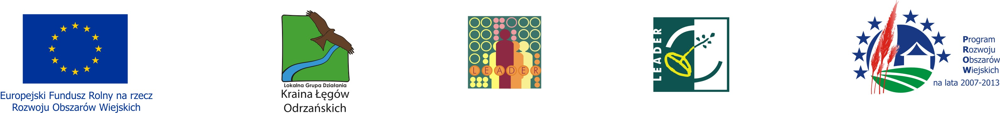 Europejski Fundusz Rolny na rzecz
Rozwoju Obszarów Wiejskich
Lokalna Grupa Działania
Kraina Łęgów
Odrzańskich
LEADER
LEADER
Program
Rozwoju
Obszarów
Wiejskich
na lata 2007-2013